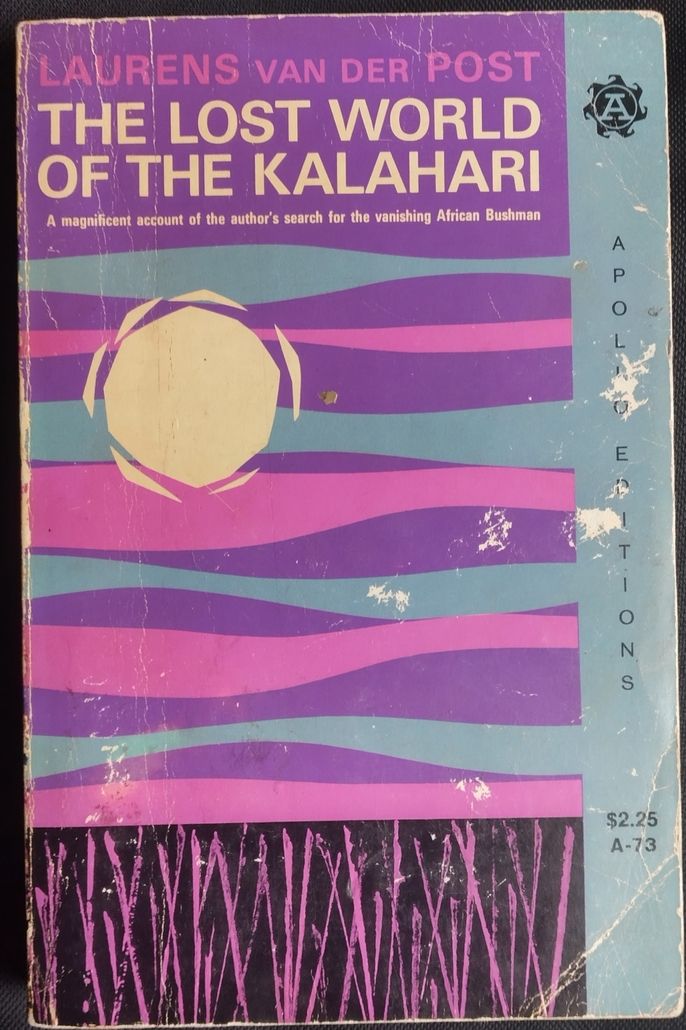 LAURENS VAN DER POST
THE LOST WORLD
OF THE KALAHARI
A magnificent account of the author's search for the vanishing African Bushman
A
APOLLO EDITIONS
$2.25
A-73